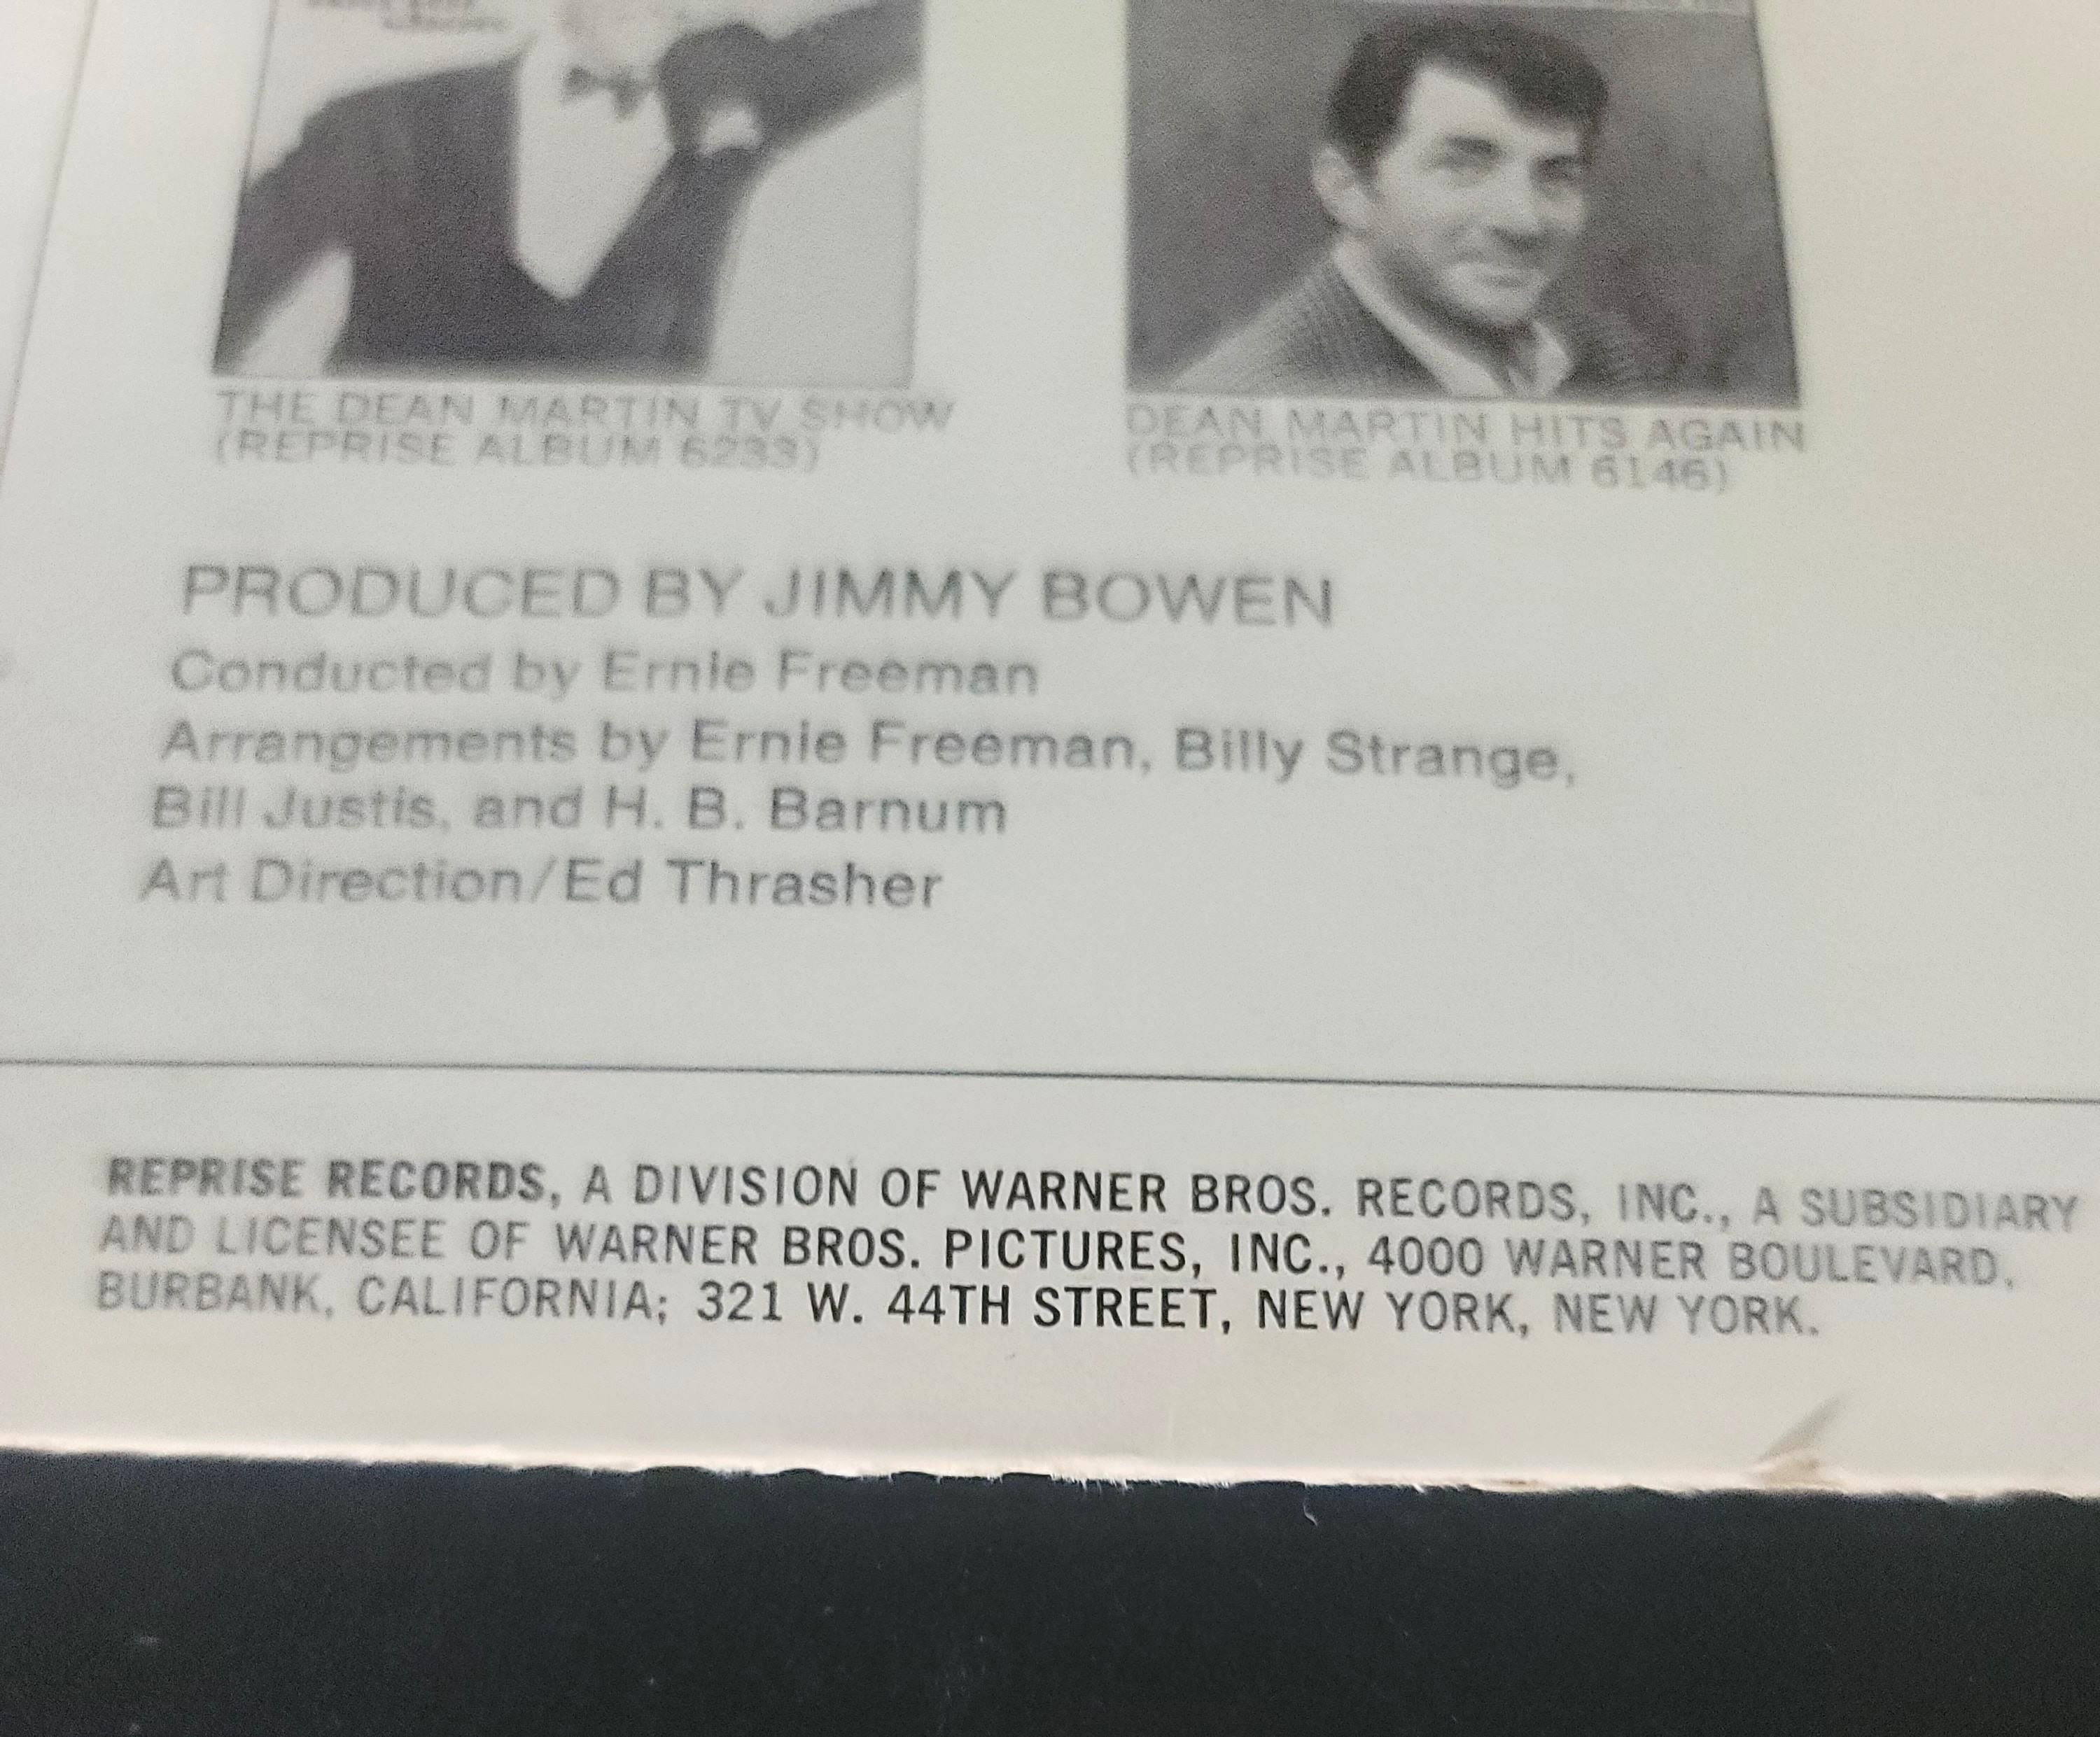 THE DEAN MARTIN TV SHOW
(REPRISE ALBUM 6233)
DEAN MARTIN HITS AGAIN
(REPRISE ALBUM 6146)
PRODUCED BY JIMMY BOWEN
Conducted by Ernie Freeman
Arrangements by Ernie Freeman, Billy Strange,
Bill Justis, and H. B. Barnum
Art Direction/Ed Thrasher
REPRISE RECORDS, A DIVISION OF WARNER BROS. RECORDS, INC., A SUBSIDIARY
AND LICENSEE OF WARNER BROS. PICTURES, INC., 4000 WARNER BOULEVARD,
BURBANK, CALIFORNIA; 321 W. 44TH STREET, NEW YORK, NEW YORK.